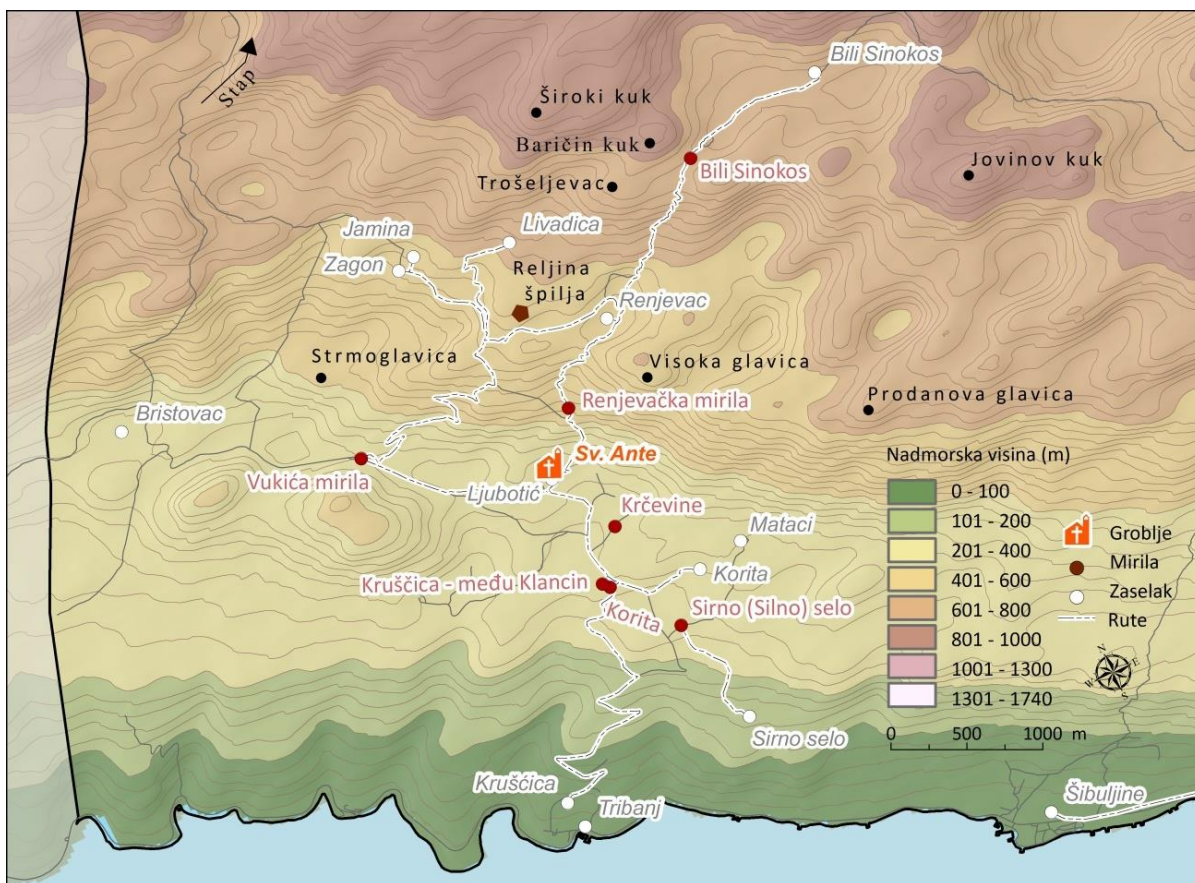 Stap
Bili Sinokos
Široki kuk
Baričin kuk
Bili Sinokos
Jovinov kuk
Trošeljevac
Jamina
Livadica
Zagon
Reljina
špilja
Renjevac
Strmoglavica
Visoka glavica
Renjevačka mirila
Prodanova glavica
Bristovac
Sv. Ante
Vukića mirila
Ljubotić
Krčevine
Mataci
Kruščica - među Klancin
Korita
Korita
Sirno (Silno) selo
Sirno selo
Krušćica
Tribanj
Šibuljine
Nadmorska visina (m)
0 - 100
101 - 200
201 - 400
401 - 600
601 - 800
801 - 1000
1001 - 1300
1301 - 1740
Groblje
Mirila
Zaselak
Rute
N
W
E
S
0 500 1000 m